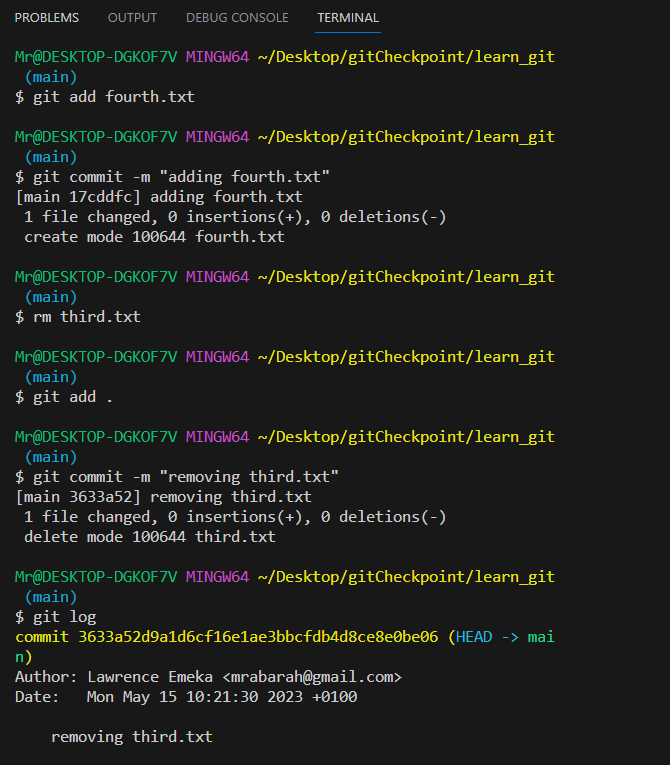 PROBLEMS OUTPUT DEBUG CONSOLE TERMINAL
Mr@DESKTOP-DGKOF7V MINGW64 ~/Desktop/gitCheckpoint/learn_git
(main)
$ git add fourth.txt
Mr@DESKTOP-DGKOF7V MINGW64 ~/Desktop/gitCheckpoint/learn_git
(main)
$ git commit -m "adding fourth.txt"
[main 17cddfc] adding fourth.txt
1 file changed, 0 insertions(+), 0 deletions(-)
create mode 100644 fourth.txt
Mr@DESKTOP-DGKOF7V MINGW64 ~/Desktop/gitCheckpoint/learn_git
(main)
$ rm third.txt
Mr@DESKTOP-DGKOF7V MINGW64 ~/Desktop/gitCheckpoint/learn_git
(main)
$ git add .
Mr@DESKTOP-DGKOF7V MINGW64 ~/Desktop/gitCheckpoint/learn_git
(main)
$ git commit -m "removing third.txt"
[main 3633a52] removing third.txt
1 file changed, 0 insertions(+), 0 deletions(-)
delete mode 100644 third.txt
Mr@DESKTOP-DGKOF7V MINGW64 ~/Desktop/gitCheckpoint/learn_git
(main)
$ git log
commit 3633a52d9a1d6cf16e1ae3bbcfdb4d8ce8e0be06 (HEAD -> mai
n)
Author: Lawrence Emeka <mrabarah@gmail.com>
Date:   Mon May 15 10:21:30 2023 +0100
removing third.txt